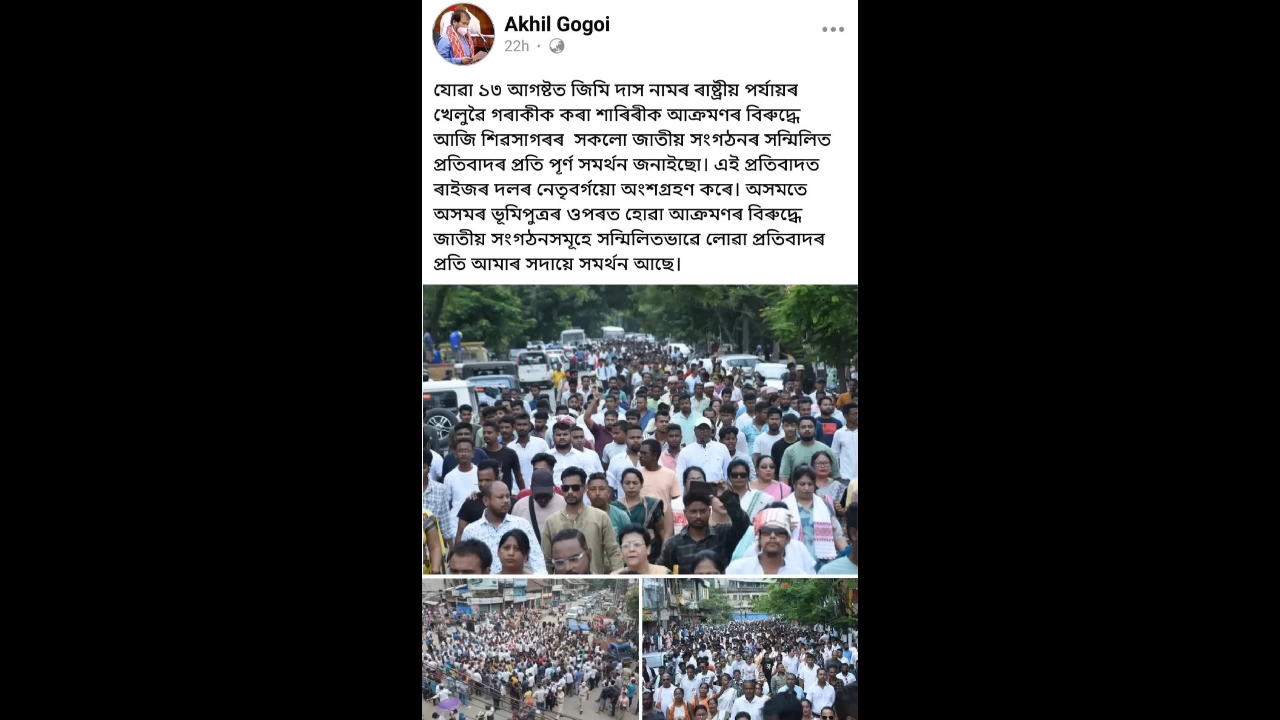 Akhil Gogoi
22h ·
যোৱা ১৩ আগষ্টত জিমি দাস নামৰ ৰাষ্ট্ৰীয় পৰ্যায়ৰ
খেলুৱৈ গৰাকীক কৰা শাৰিৰীক আক্ৰমণৰ বিৰুদ্ধে
আজি শিৱসাগৰৰ সকলো জাতীয় সংগঠনৰ সন্মিলিত
প্ৰতিবাদৰ প্ৰতি পূৰ্ণ সমৰ্থন জনাইছো। এই প্ৰতিবাদত
ৰাইজৰ দলৰ নেতৃবৰ্গয়ো অংশগ্ৰহণ কৰে। অসমতে
অসমৰ ভূমিপুত্ৰৰ ওপৰত হোৱা আক্ৰমণৰ বিৰুদ্ধে
জাতীয় সংগঠনসমূহে সন্মিলিতভাৱে লোৱা প্ৰতিবাদৰ
প্ৰতি আমাৰ সদায়ে সমৰ্থন আছে।